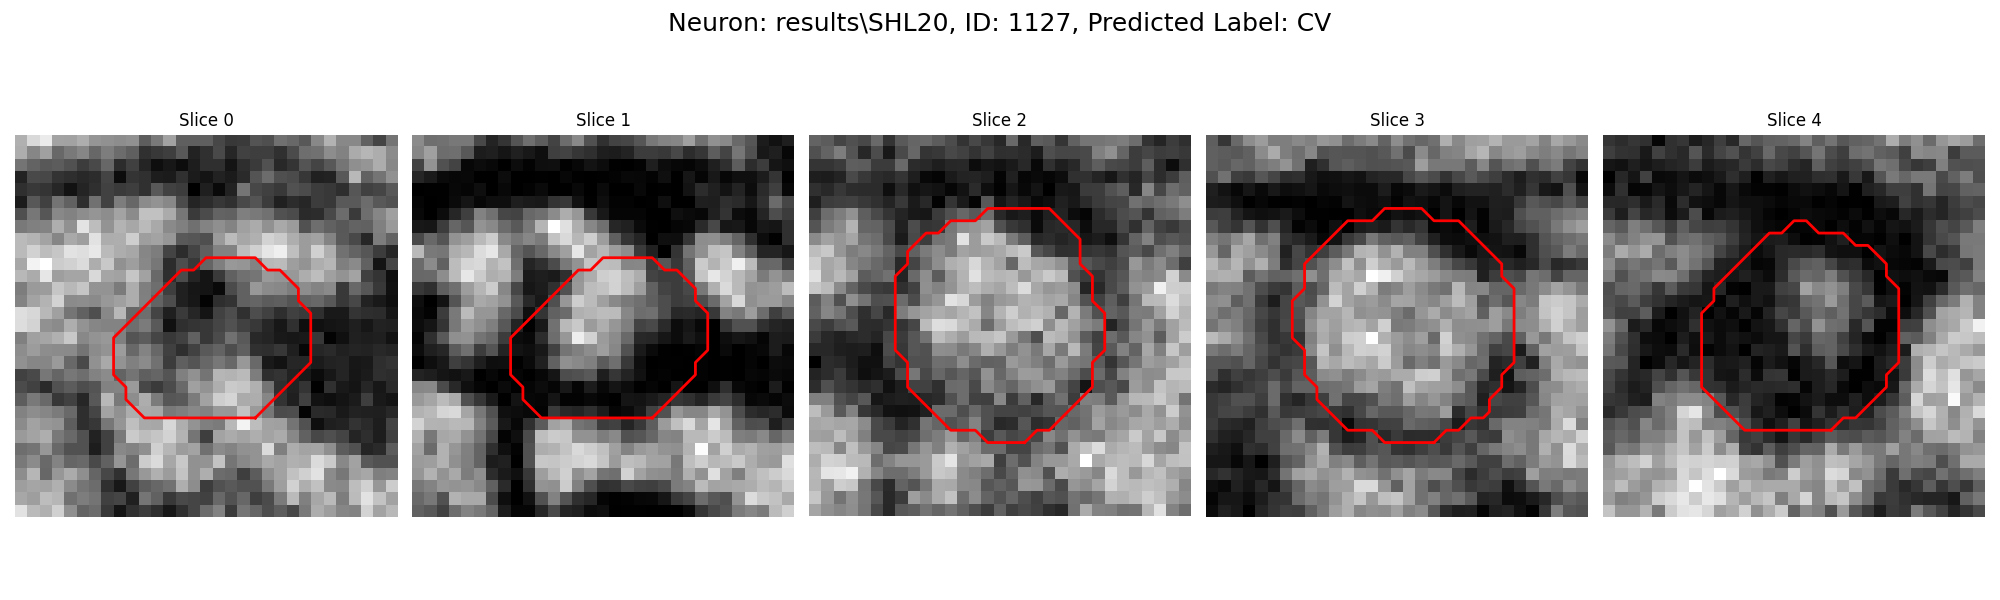 Neuron: results\SHL20, ID: 1127, Predicted Label: CV
Slice 0
Slice 1
Slice 2
Slice 3
Slice 4